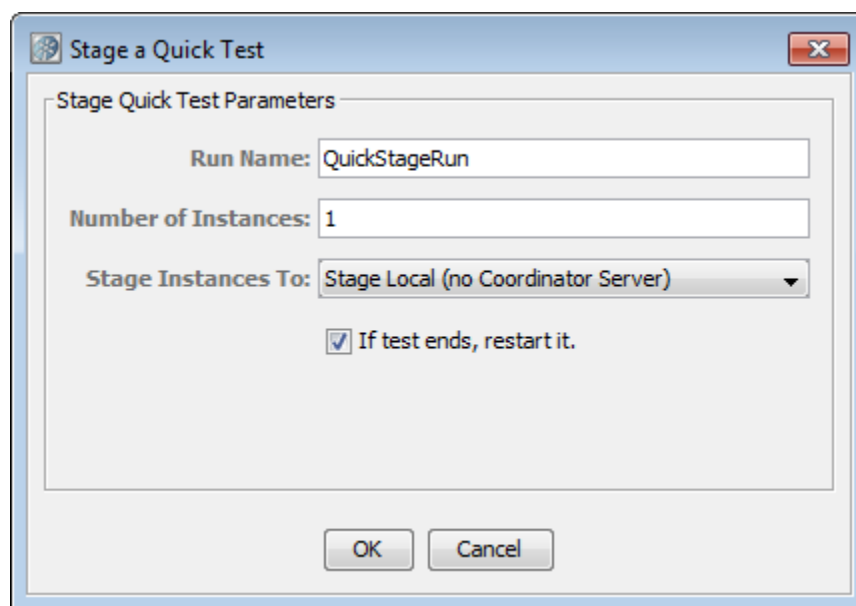 Stage a Quick Test
Stage Quick Test Parameters
Run Name: QuickStageRun
Number of Instances: 1
Stage Instances To: Stage Local (no Coordinator Server)
If test ends, restart it.
OK Cancel